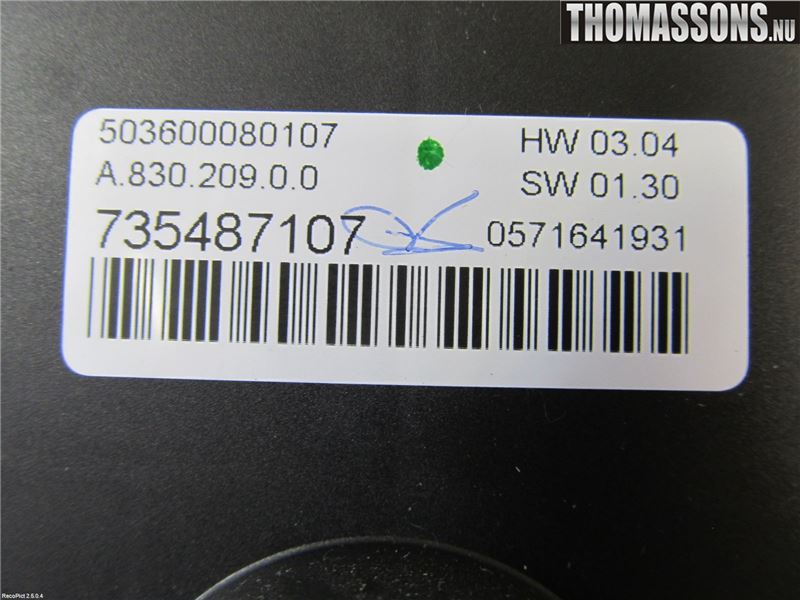 THOMASSONS.NU
503600080107
HW 03.04
A.830.209.0.0
SW 01.30
735487107
0571641931
RecoPict 2.5.0.4